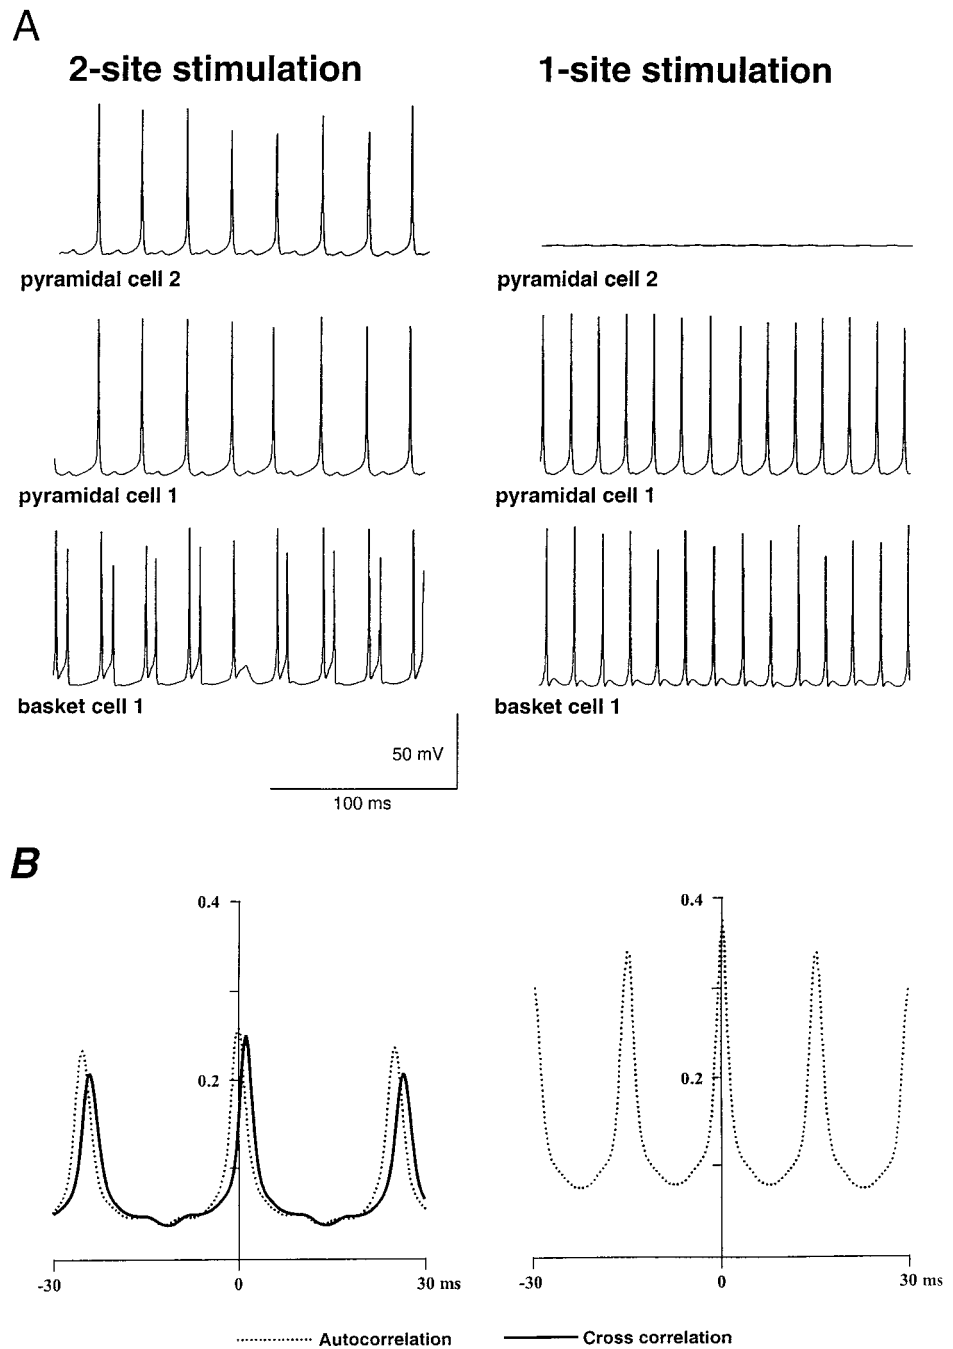 A
2-site stimulation
1-site stimulation
pyramidal cell 2
pyramidal cell 2
pyramidal cell 1
pyramidal cell 1
basket cell 1
basket cell 1
50 mV
100 ms
B
0.4
0.2
-30
0
30 ms
0.4
0.2
-30
0
30 ms
Autocorrelation
Cross correlation